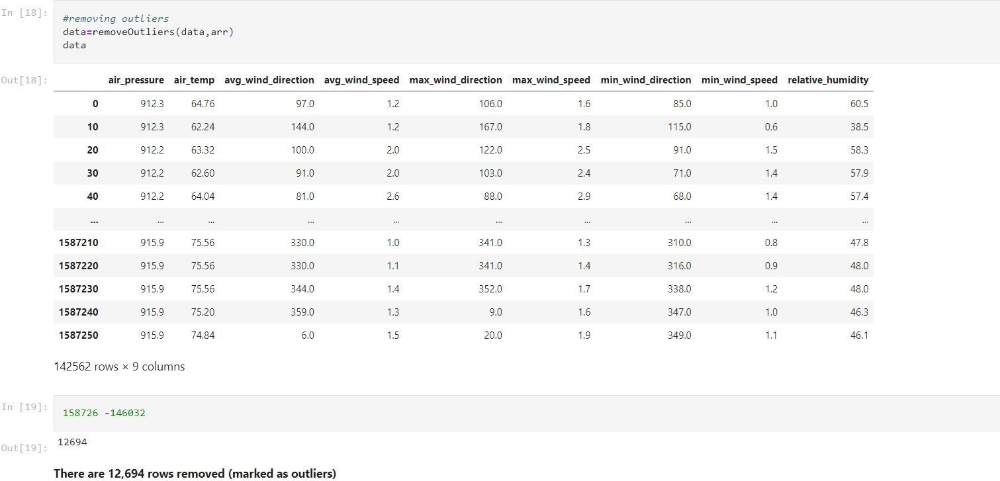 In [18]:
#removing outliers
data=removeOutliers(data,arr)
data
Out[18]:
air_pressure air_temp avg_wind_direction avg_wind_speed max_wind_direction max_wind_speed min_wind_direction min_wind_speed relative_humidity
0 912.3 64.76 97.0 1.2 106.0 1.6 85.0 1.0 60.5
10 912.3 62.24 144.0 1.2 167.0 1.8 115.0 0.6 38.5
20 912.2 63.32 100.0 2.0 122.0 2.5 91.0 1.5 58.3
30 912.2 62.60 91.0 2.0 103.0 2.4 71.0 1.4 57.9
40 912.2 64.04 81.0 2.6 88.0 2.9 68.0 1.4 57.4
... ... ... ... ... ... ... ... ... ...
1587210 915.9 75.56 330.0 1.0 341.0 1.3 310.0 0.8 47.8
1587220 915.9 75.56 330.0 1.1 341.0 1.4 316.0 0.9 48.0
1587230 915.9 75.56 344.0 1.4 352.0 1.7 338.0 1.2 48.0
1587240 915.9 75.20 359.0 1.3 9.0 1.6 347.0 1.0 46.3
1587250 915.9 74.84 6.0 1.5 20.0 1.9 349.0 1.1 46.1
142562 rows × 9 columns
In [19]:
158726 -146032
Out[19]:
12694
There are 12,694 rows removed (marked as outliers)